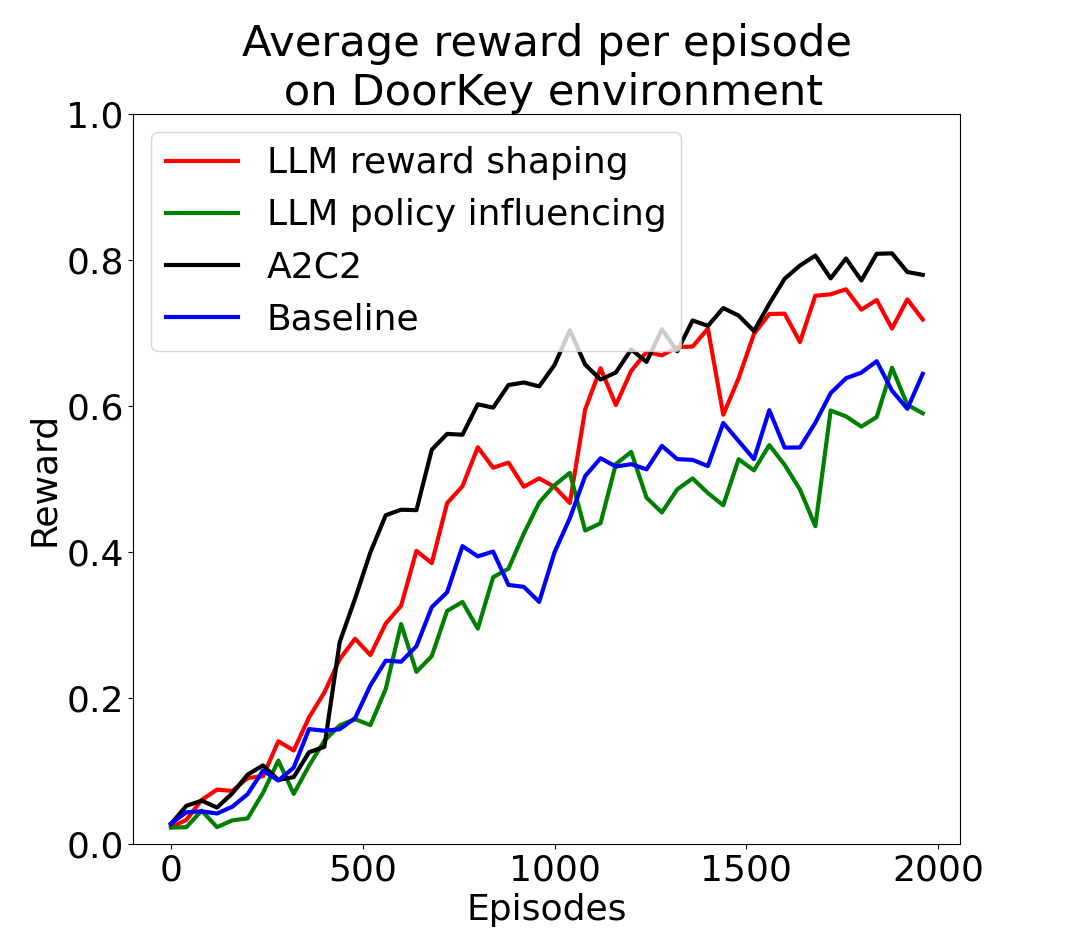 Average reward per episode
on DoorKey environment
1.0
0.8
0.6
0.4
0.2
0.0
Reward
LLM reward shaping
LLM policy influencing
A2C2
Baseline
0
500
1000
1500
2000
Episodes